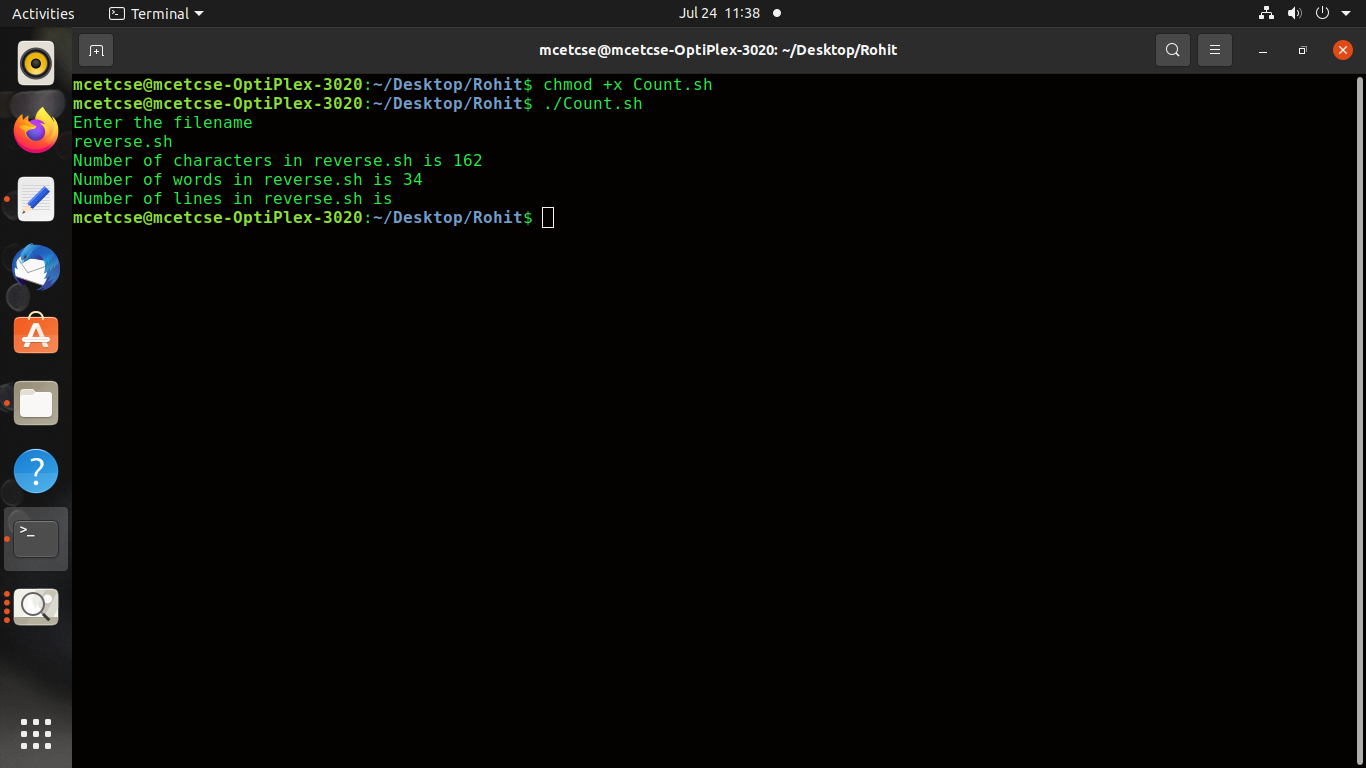 Activities
Terminal
Jul 24 11:38
mcetcse@mcetcse-OptiPlex-3020: ~/Desktop/Rohit
mcetcse@mcetcse-OptiPlex-3020:~/Desktop/Rohit$ chmod +x Count.sh
mcetcse@mcetcse-OptiPlex-3020:~/Desktop/Rohit$ ./Count.sh
Enter the filename
reverse.sh
Number of characters in reverse.sh is 162
Number of words in reverse.sh is 34
Number of lines in reverse.sh is
mcetcse@mcetcse-OptiPlex-3020:~/Desktop/Rohit$